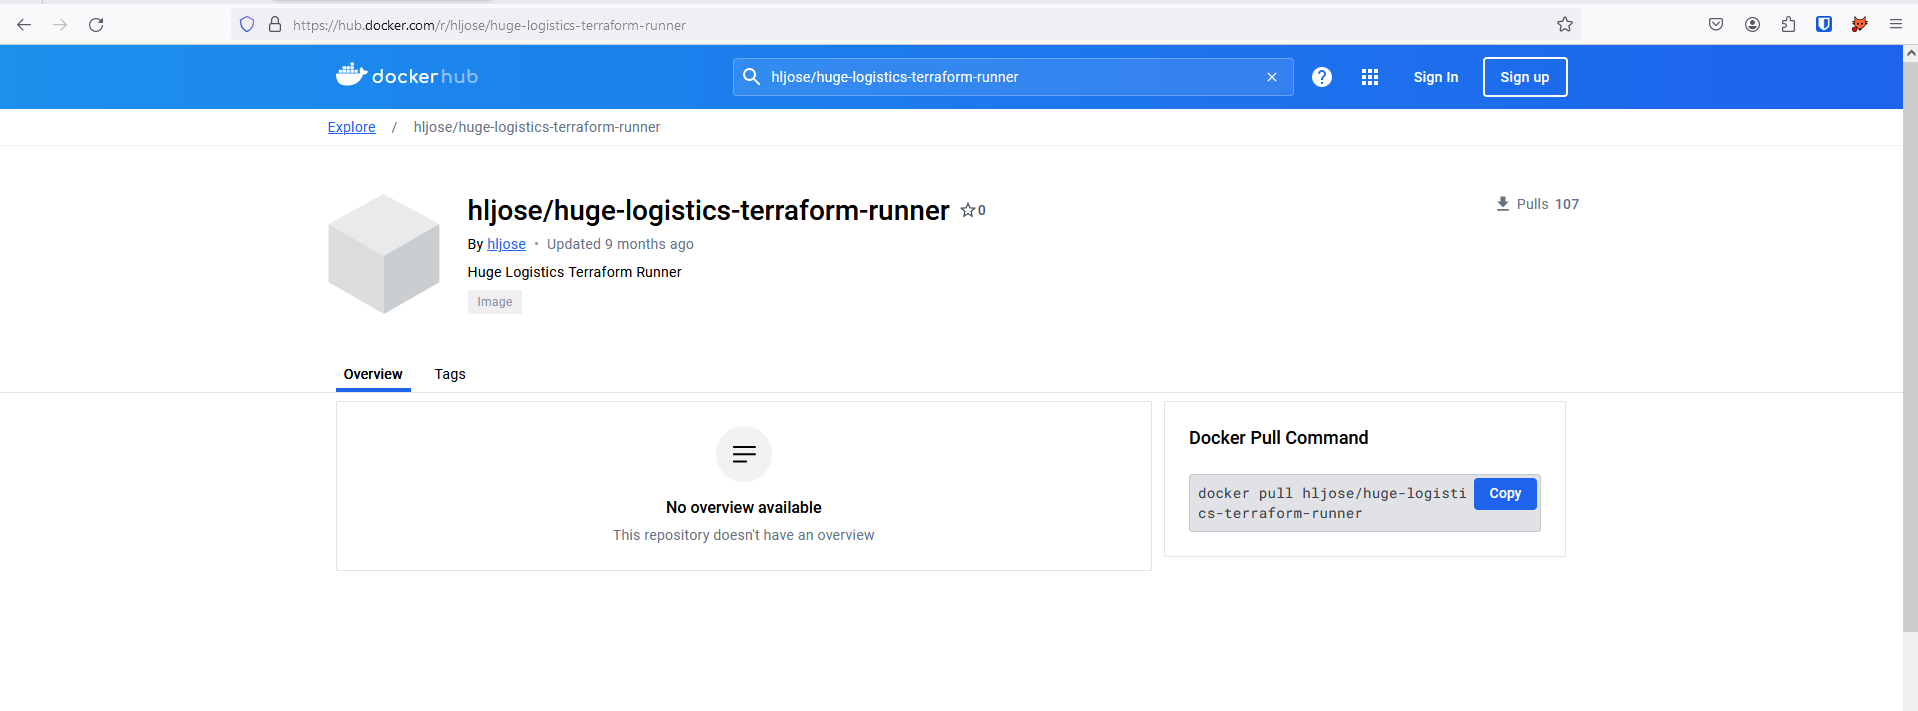 https://hub.docker.com/r/hljose/huge-logistics-terraform-runner
dockerhub
hljose/huge-logistics-terraform-runner
Sign In
Sign up
Explore / hljose/huge-logistics-terraform-runner
hljose/huge-logistics-terraform-runner
0
Pulls 107
By hljose • Updated 9 months ago
Huge Logistics Terraform Runner
Image
Overview
Tags
No overview available
This repository doesn't have an overview
Docker Pull Command
docker pull hljose/huge-logisti
cs-terraform-runner
Copy